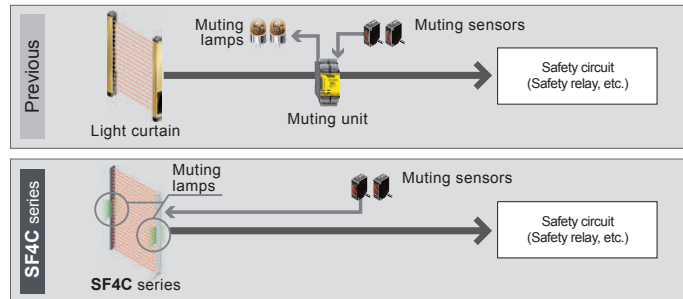 Previous
Muting
lamps
Muting sensors
Light curtain
Muting unit
Safety circuit
(Safety relay, etc.)
SF4C series
Muting
lamps
Muting sensors
SF4C series
Safety circuit
(Safety relay, etc.)